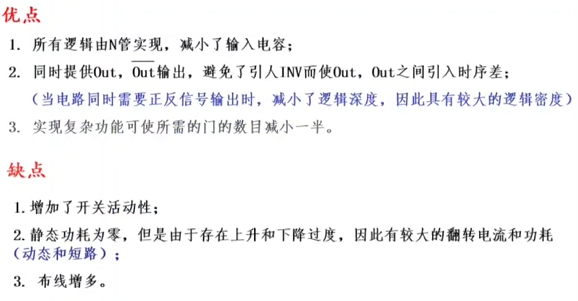 优点
1. 所有逻辑由N管实现，减小了输入电容；
2. 同时提供Out，O̅u̅t̅输出，避免了引人INV而使Out，Out之间引入时序差；
（当电路同时需要正反信号输出时，减小了逻辑深度，因此具有较大的逻辑密度）
3. 实现复杂功能可使所需的门的数目减小一半。
缺点
1.增加了开关活动性；
2.静态功耗为零，但是由于存在上升和下降过度，因此有较大的翻转电流和功耗
（动态和短路）；
3. 布线增多。